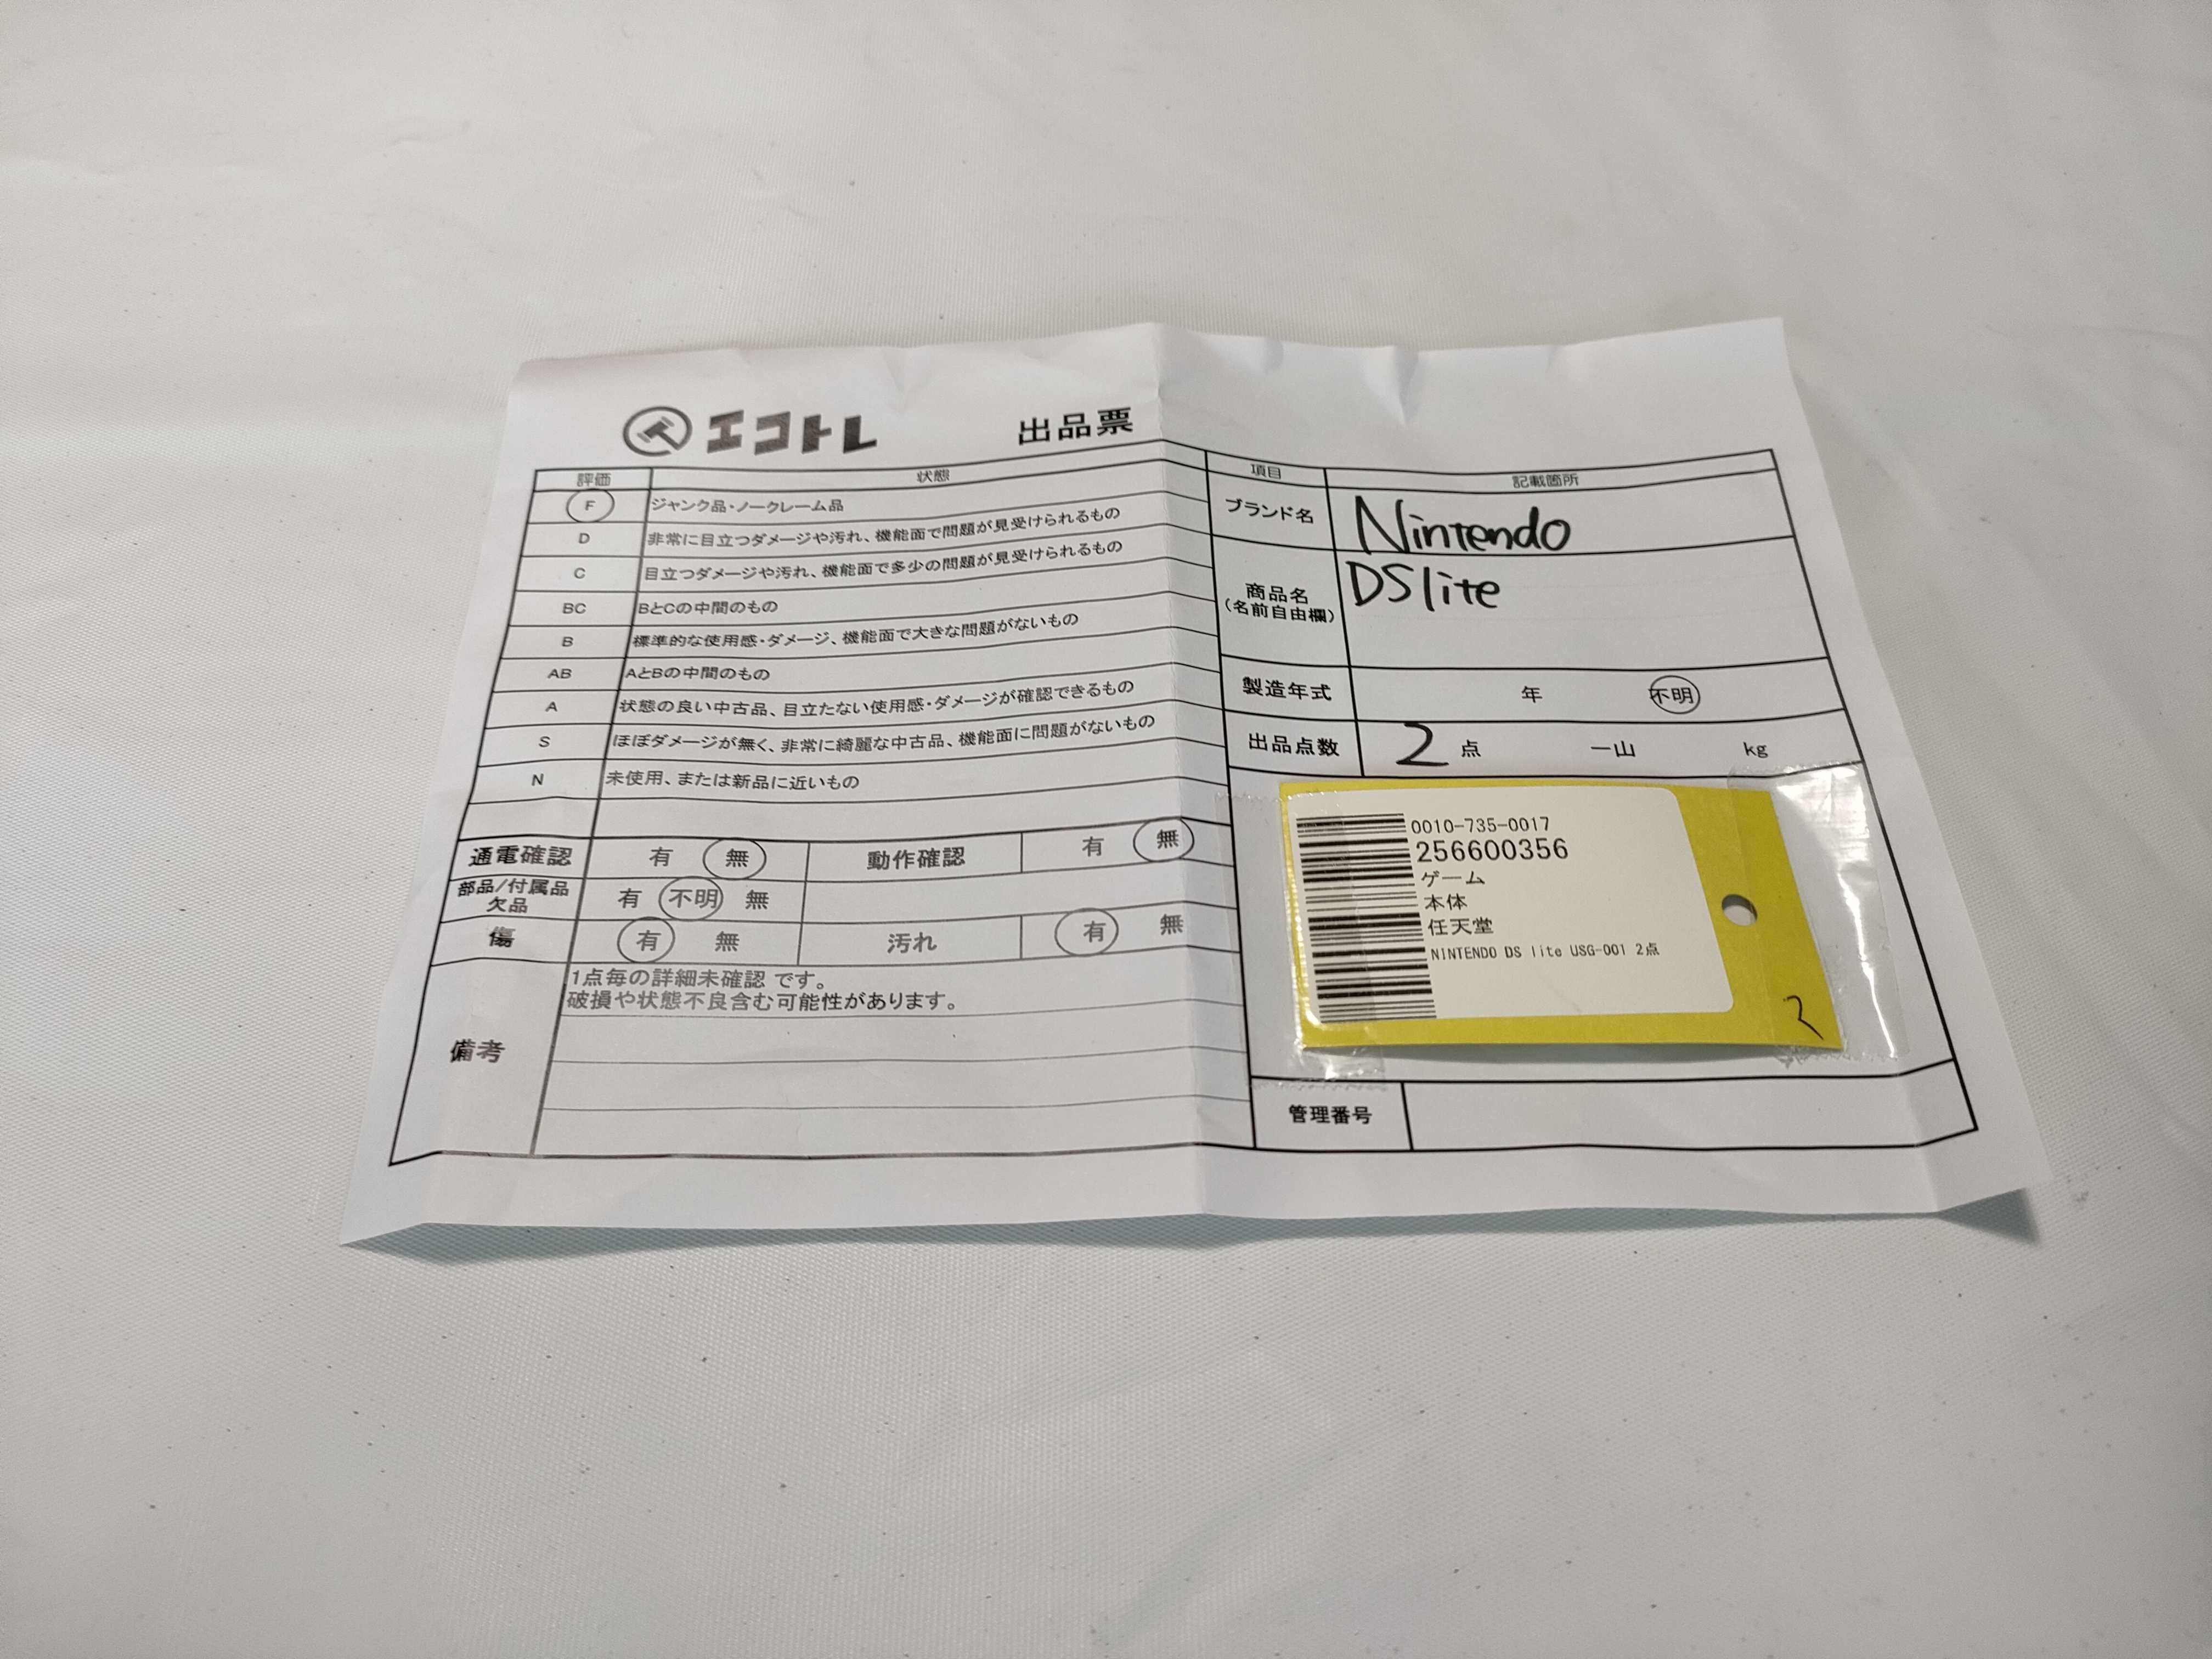 エコトレ 出品票
評価 状態
F ジャンク品・ノークレーム品
D 非常に目立つダメージや汚れ、機能面で問題が見受けられるもの
C 目立つダメージや汚れ、機能面で多少の問題が見受けられるもの
BC BとCの中間のもの
B 標準的な使用感・ダメージ、機能面で大きな問題がないもの
AB AとBの中間のもの
A 状態の良い中古品、目立たない使用感・ダメージが確認できるもの
S ほぼダメージが無く、非常に綺麗な中古品、機能面に問題がないもの
N 未使用、または新品に近いもの
通電確認 有 無 動作確認 有 無
部品/付属品
欠品 有 不明 無
傷 有 無 汚れ 有 無
備考
1点毎の詳細未確認 です。
破損や状態不良含む可能性があります。
項目 記載箇所
ブランド名 Nintendo
商品名
(名前自由欄) DS lite
製造年式 年 不明
出品点数 2 点 一山 kg
0010-735-0017
256600356
ゲーム
本体
任天堂
NINTENDO DS lite USG-001 2点
2
管理番号